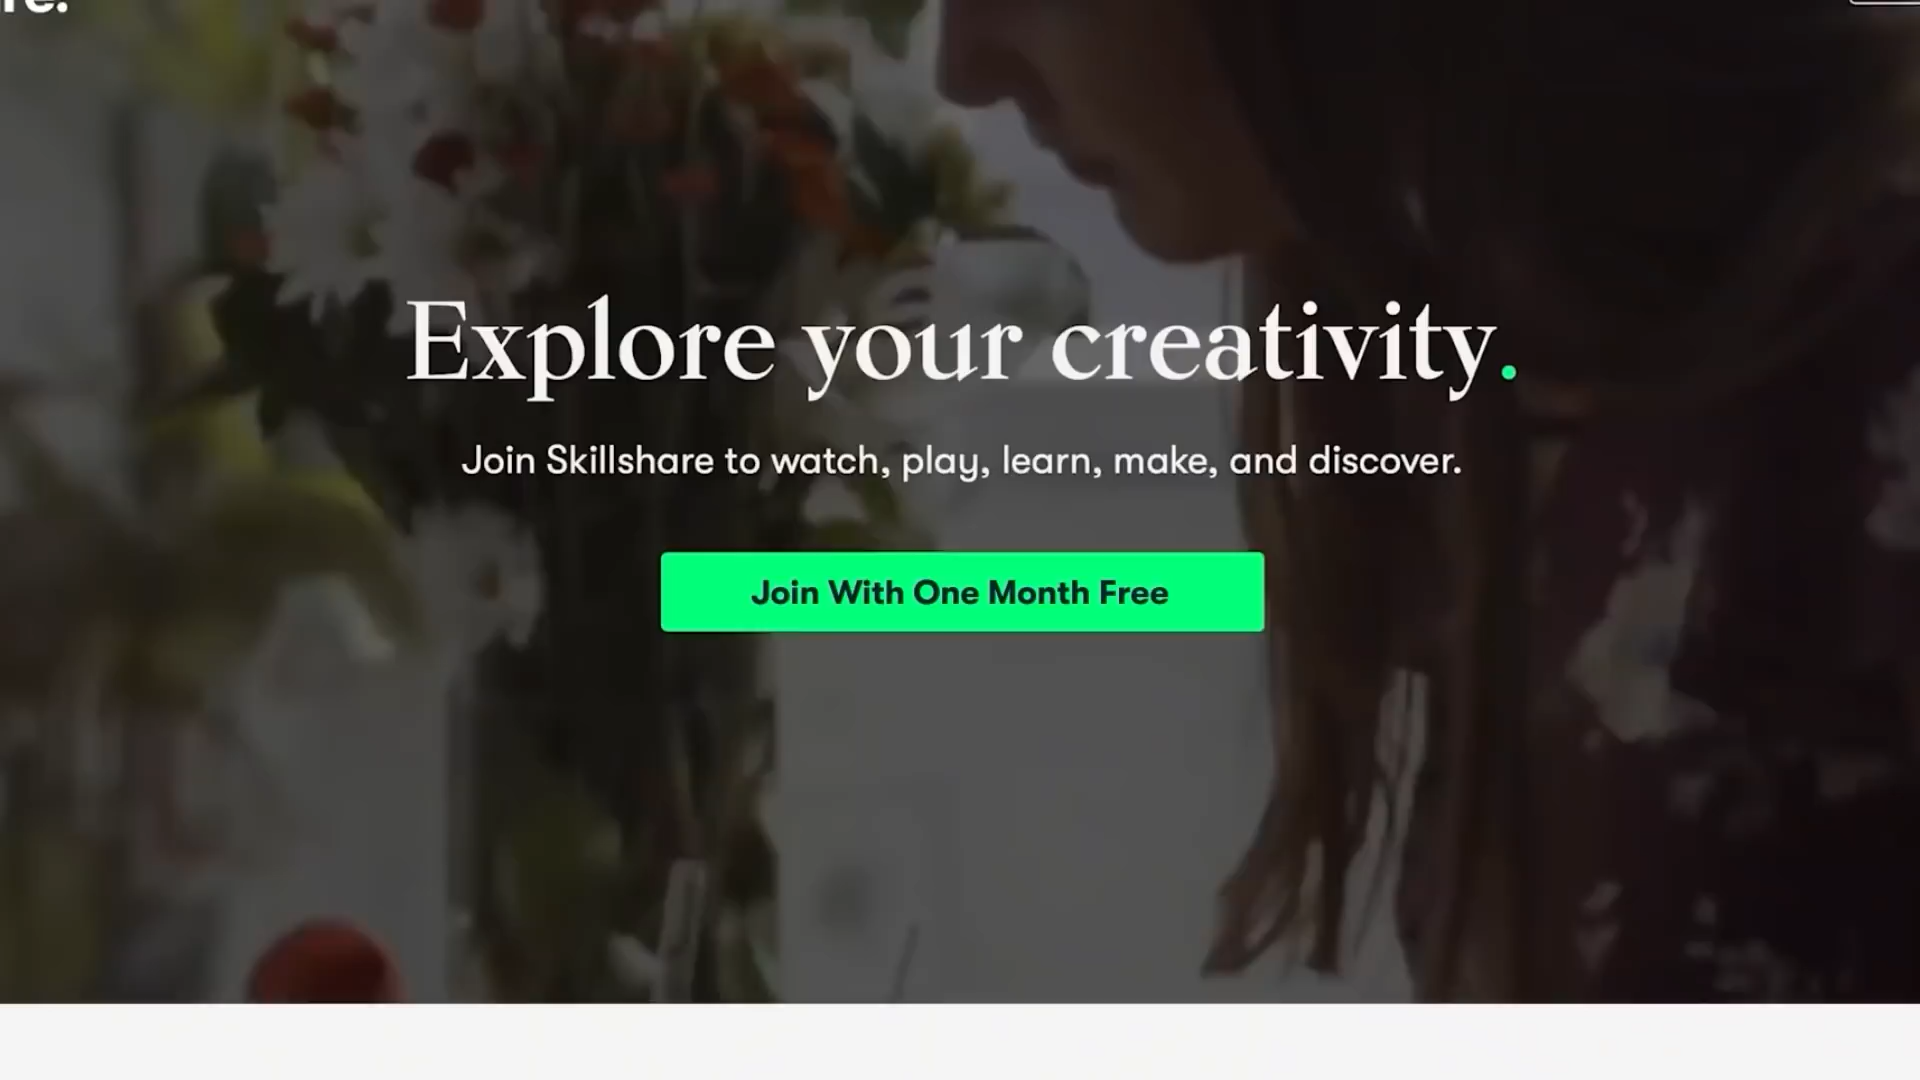 Explore your creativity.
Join Skillshare to watch, play, learn, make, and discover.
Join With One Month Free